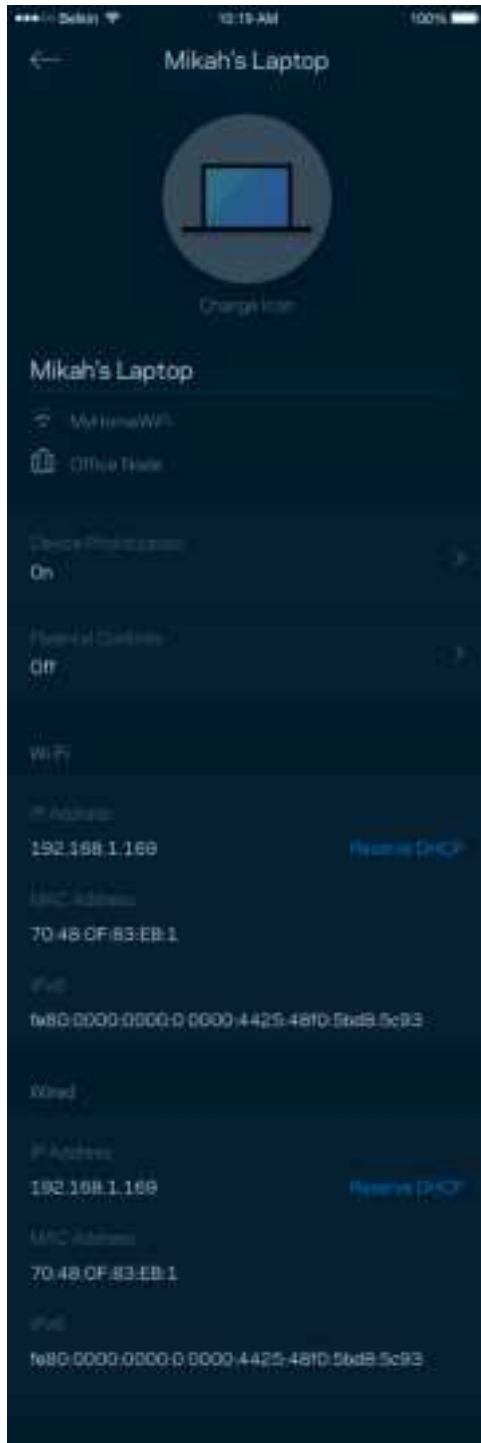 Belkin 10:19 AM 100%
Mikah's Laptop
Change Icon
Mikah's Laptop
MyHomeWiFi
Office Node
Device Prioritization
On
Parental Controls
Off
Wi-Fi
IP Address
192.168.1.169 Reserve DHCP
MAC Address
70:48:0F:83:EB:1
IPv6
fe80:0000:0000:0:0000:4425:48f0:5bd8:5c93
Wired
IP Address
192.168.1.169 Reserve DHCP
MAC Address
70:48:0F:83:EB:1
IPv6
fe80:0000:0000:0:0000:4425:48f0:5bd8:5c93